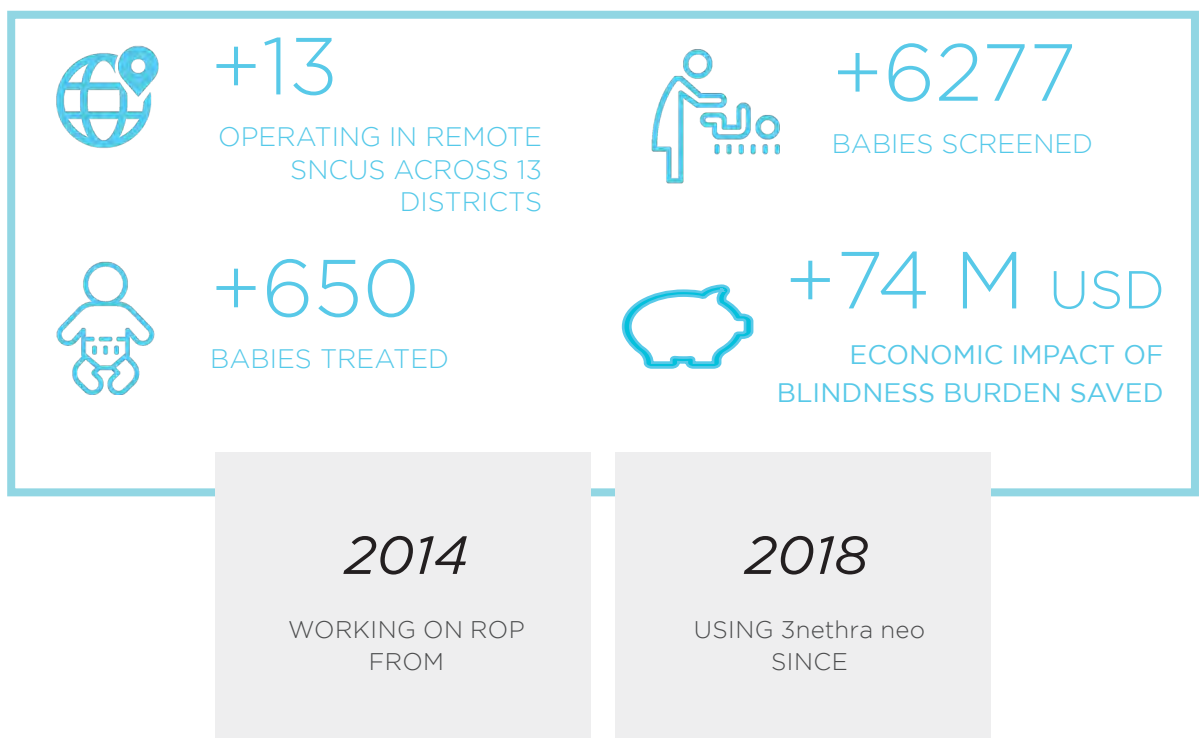 +13
OPERATING IN REMOTE
SNCUS ACROSS 13
DISTRICTS
+6277
BABIES SCREENED
+650
BABIES TREATED
+74 M USD
ECONOMIC IMPACT OF
BLINDNESS BURDEN SAVED
2014
WORKING ON ROP
FROM
2018
USING 3nethra neo
SINCE